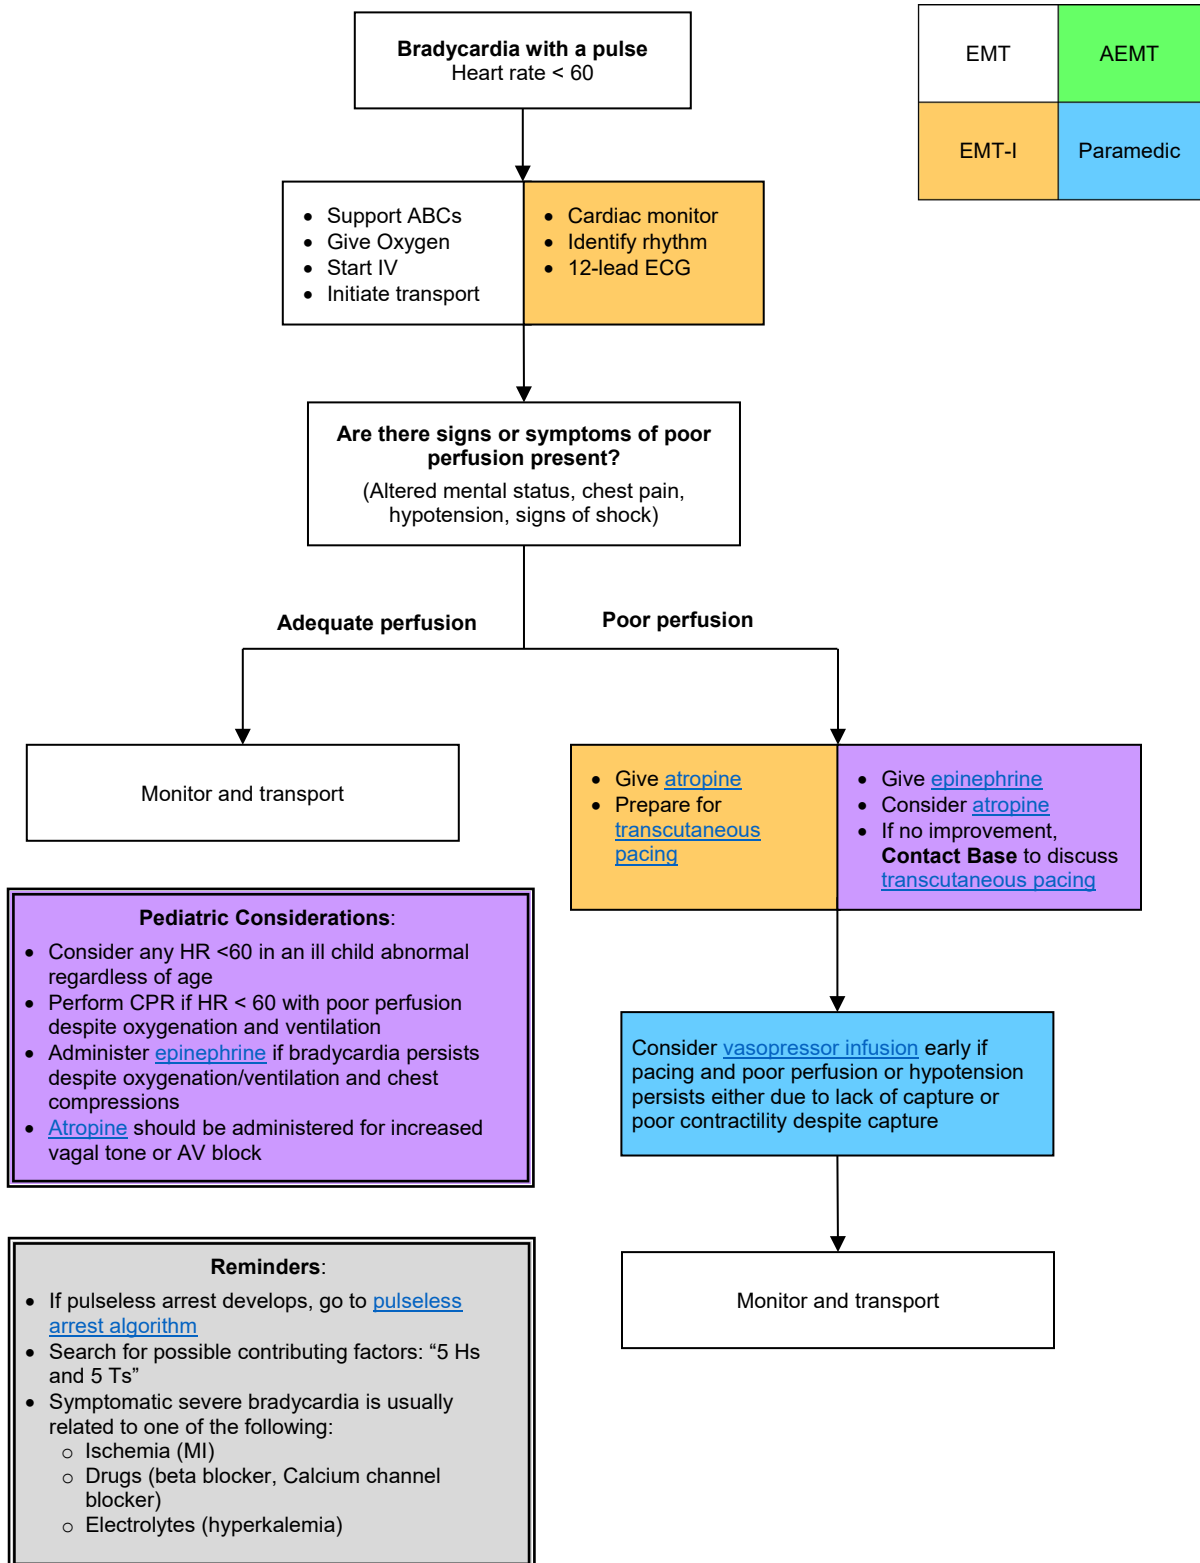 Bradycardia with a pulse
Heart rate < 60
EMT
AEMT
EMT-I
Paramedic
• Support ABCs
• Give Oxygen
• Start IV
• Initiate transport
• Cardiac monitor
• Identify rhythm
• 12-lead ECG
Are there signs or symptoms of poor
perfusion present?
(Altered mental status, chest pain,
hypotension, signs of shock)
Adequate perfusion
Poor perfusion
Monitor and transport
• Give atropine
• Prepare for
transcutaneous
pacing
• Give epinephrine
• Consider atropine
• If no improvement,
Contact Base to discuss
transcutaneous pacing
Pediatric Considerations:
• Consider any HR <60 in an ill child abnormal
regardless of age
• Perform CPR if HR < 60 with poor perfusion
despite oxygenation and ventilation
• Administer epinephrine if bradycardia persists
despite oxygenation/ventilation and chest
compressions
• Atropine should be administered for increased
vagal tone or AV block
Consider vasopressor infusion early if
pacing and poor perfusion or hypotension
persists either due to lack of capture or
poor contractility despite capture
Monitor and transport
Reminders:
• If pulseless arrest develops, go to pulseless
arrest algorithm
• Search for possible contributing factors: “5 Hs
and 5 Ts”
• Symptomatic severe bradycardia is usually
related to one of the following:
o Ischemia (MI)
o Drugs (beta blocker, Calcium channel
blocker)
o Electrolytes (hyperkalemia)